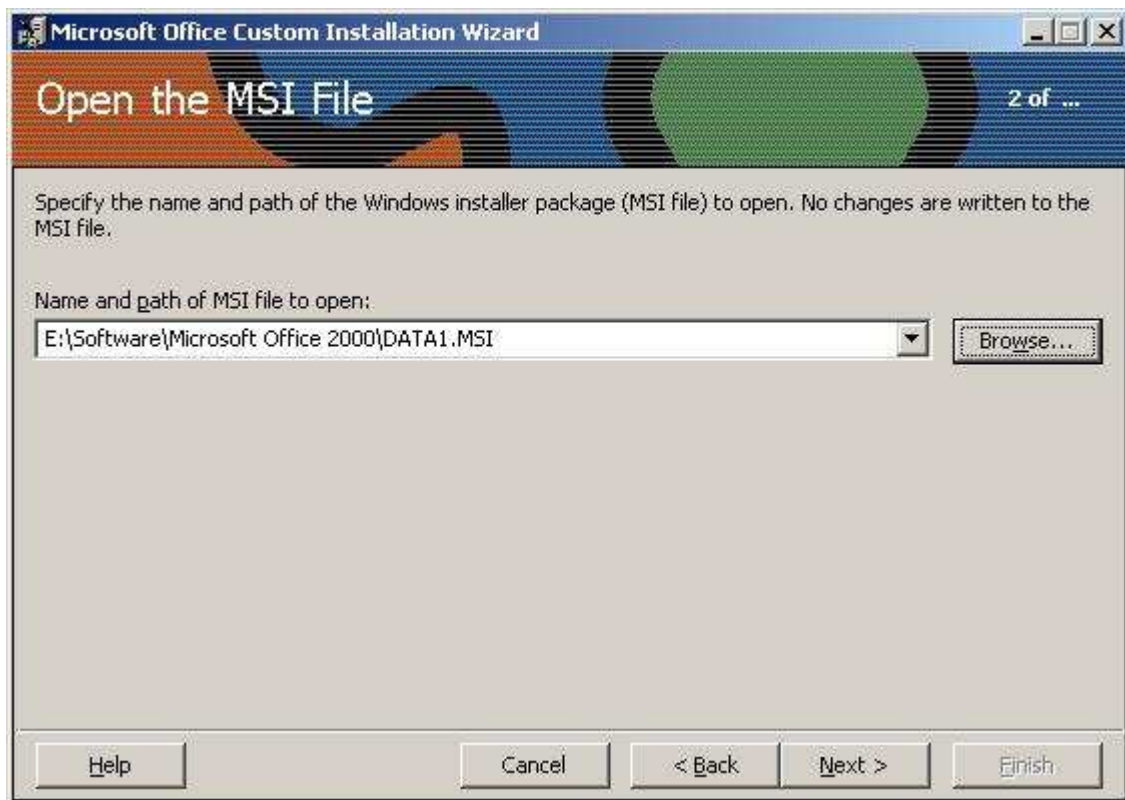 Microsoft Office Custom Installation Wizard
Open the MSI File
2 of ...
Specify the name and path of the Windows installer package (MSI file) to open. No changes are written to the
MSI file.
Name and path of MSI file to open:
E:\Software\Microsoft Office 2000\DATA1.MSI
Browse...
Help
Cancel
< Back
Next >
Finish